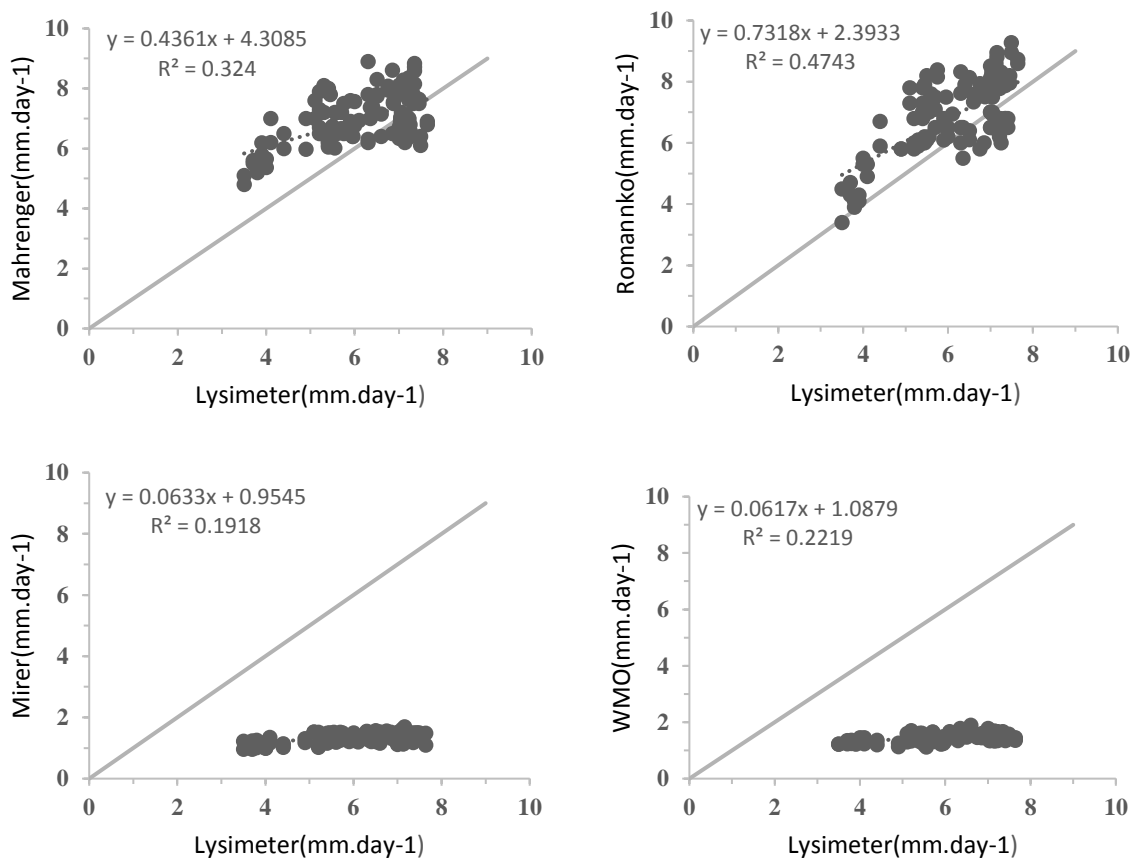 y = 0.4361x + 4.3085
R² = 0.324
Mahrenger(mm.day-1)
10
8
6
4
2
0
0 2 4 6 8 10
Lysimeter(mm.day-1)
y = 0.7318x + 2.3933
R² = 0.4743
Romannko(mm.day-1)
10
8
6
4
2
0
0 2 4 6 8 10
Lysimeter(mm.day-1)
y = 0.0633x + 0.9545
R² = 0.1918
Mirer(mm.day-1)
10
8
6
4
2
0
0 2 4 6 8 10
Lysimeter(mm.day-1)
y = 0.0617x + 1.0879
R² = 0.2219
WMO(mm.day-1)
10
8
6
4
2
0
0 2 4 6 8 10
Lysimeter(mm.day-1)